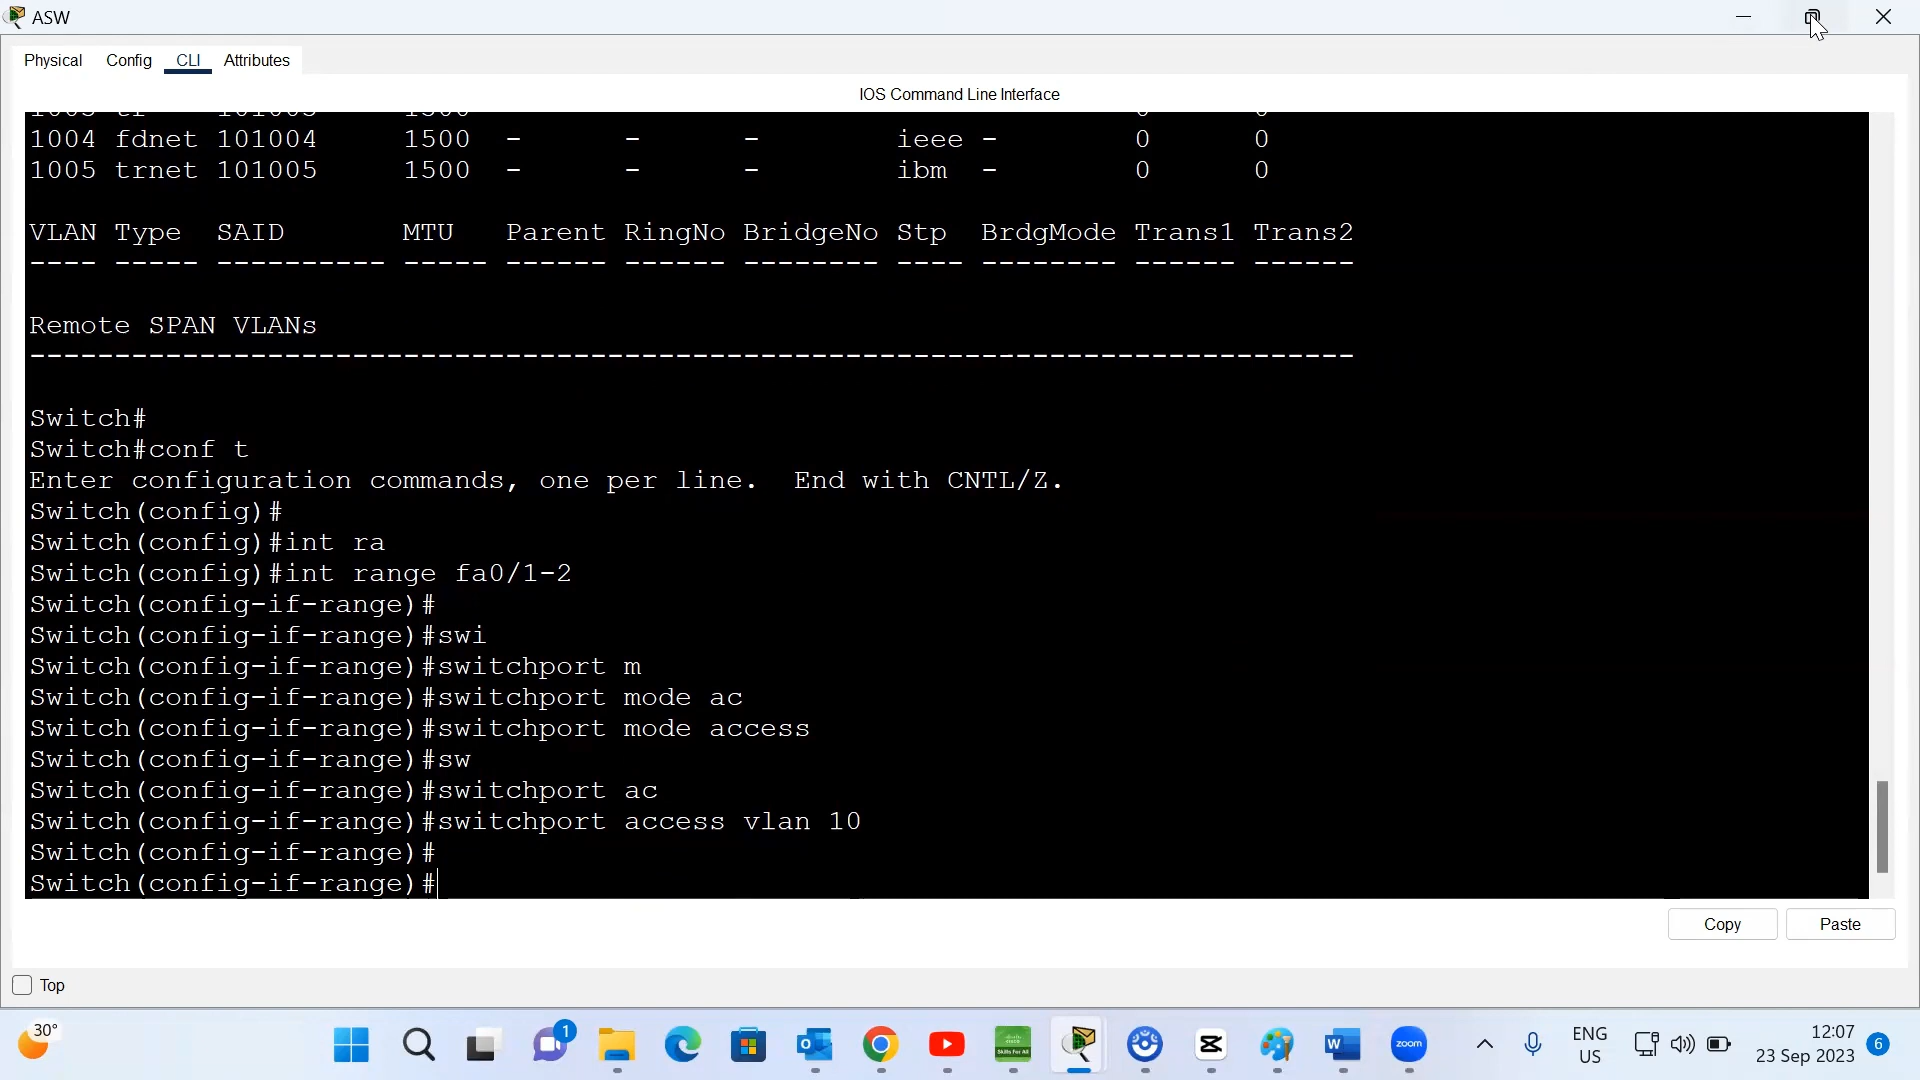 ASW
Physical Config CLI Attributes
IOS Command Line Interface
1004 fdnet 101004 1500 - - - ieee - 0 0
1005 trnet 101005 1500 - - - ibm - 0 0
VLAN Type SAID MTU Parent RingNo BridgeNo Stp BrdgMode Trans1 Trans2
---- ----- ---------- ----- ------ ------ -------- ---- -------- ------ ------
Remote SPAN VLANs
------------------------------------------------------------------------------
Switch#
Switch#conf t
Enter configuration commands, one per line. End with CNTL/Z.
Switch(config)#
Switch(config)#int ra
Switch(config)#int range fa0/1-2
Switch(config-if-range)#
Switch(config-if-range)#swi
Switch(config-if-range)#switchport m
Switch(config-if-range)#switchport mode ac
Switch(config-if-range)#switchport mode access
Switch(config-if-range)#sw
Switch(config-if-range)#switchport ac
Switch(config-if-range)#switchport access vlan 10
Switch(config-if-range)#
Switch(config-if-range)#
Copy Paste
Top
30°
1
zoom
ENG
US
12:07
23 Sep 2023
6